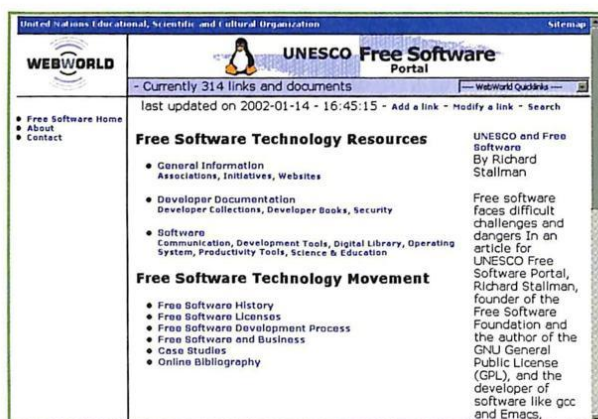 United Nations Educational, Scientific and Cultural Organization
Sitemap
WEBWORLD
UNESCO Free Software
Portal
- Currently 314 links and documents
--- WebWorld Quicklinks ---
last updated on 2002-01-14 - 16:45:15 - Add a link - Modify a link - Search
Free Software Home
About
Contact
Free Software Technology Resources
General Information
Associations, Initiatives, Websites
Developer Documentation
Developer Collections, Developer Books, Security
Software
Communication, Development Tools, Digital Library, Operating
System, Productivity Tools, Science & Education
Free Software Technology Movement
Free Software History
Free Software Licenses
Free Software Development Process
Free Software and Business
Case Studies
Online Bibliography
UNESCO and Free
Software
By Richard
Stallman
Free software
faces difficult
challenges and
dangers In an
article for
UNESCO Free
Software Portal,
Richard Stallman,
founder of the
Free Software
Foundation and
the author of the
GNU General
Public License
(GPL), and the
developer of
software like gcc
and Emacs,